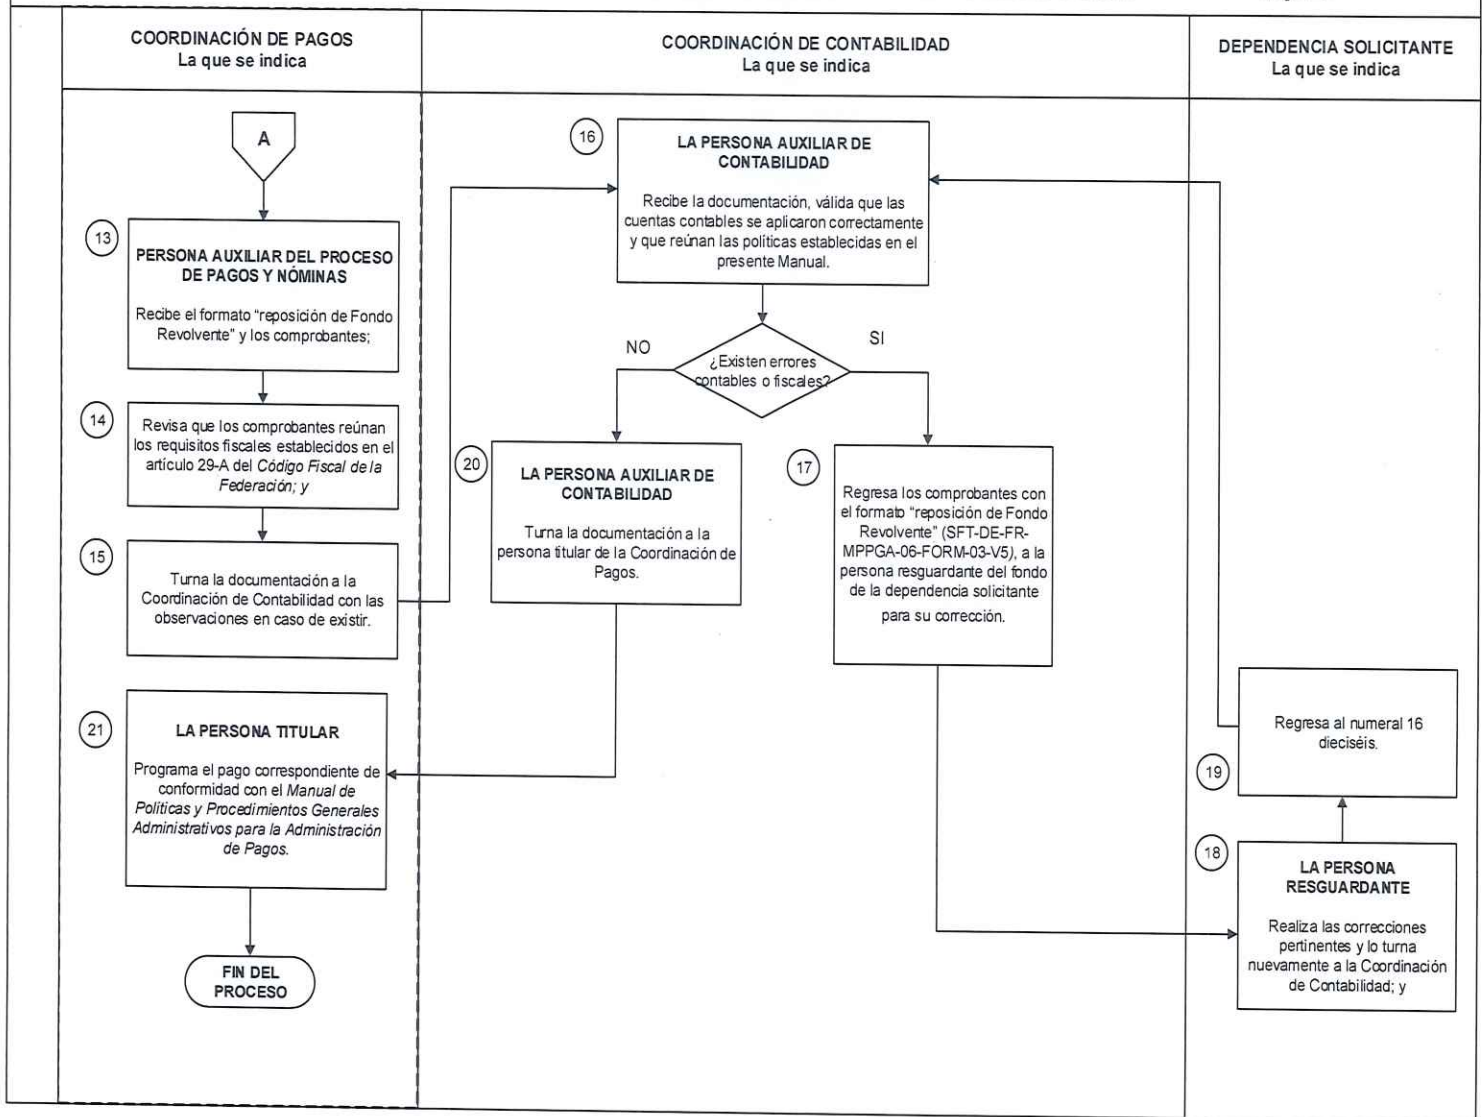 COORDINACIÓN DE PAGOS
La que se indica
COORDINACIÓN DE CONTABILIDAD
La que se indica
DEPENDENCIA SOLICITANTE
La que se indica
A
13
PERSONA AUXILIAR DEL PROCESO
DE PAGOS Y NÓMINAS
Recibe el formato “reposición de Fondo
Revolvente” y los comprobantes;
14
Revisa que los comprobantes reúnan
los requisitos fiscales establecidos en el
artículo 29-A del Código Fiscal de la
Federación; y
15
Turna la documentación a la
Coordinación de Contabilidad con las
observaciones en caso de existir.
16
LA PERSONA AUXILIAR DE
CONTABILIDAD
Recibe la documentación, válida que las
cuentas contables se aplicaron correctamente
y que reúnan las políticas establecidas en el
presente Manual.
¿Existen errores
contables o fiscales?
NO
SI
17
Regresa los comprobantes con
el formato “reposición de Fondo
Revolvente” (SFT-DE-FR-
MPPGA-06-FORM-03-V5), a la
persona resguardante del fondo
de la dependencia solicitante
para su corrección.
18
LA PERSONA
RESGUARDANTE
Realiza las correcciones
pertinentes y lo turna
nuevamente a la Coordinación
de Contabilidad; y
19
Regresa al numeral 16
dieciséis.
20
LA PERSONA AUXILIAR DE
CONTABILIDAD
Turna la documentación a la
persona titular de la Coordinación de
Pagos.
21
LA PERSONA TITULAR
Programa el pago correspondiente de
conformidad con el Manual de
Políticas y Procedimientos Generales
Administrativos para la Administración
de Pagos.
FIN DEL
PROCESO